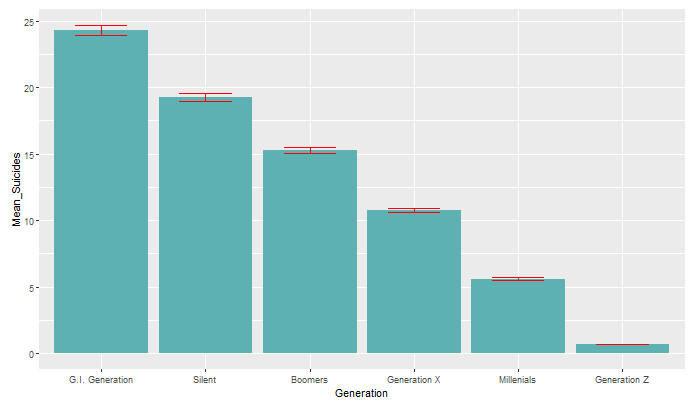 25
20
15
10
5
0
Mean_Suicides
G.I. Generation Silent Boomers Generation X Millenials Generation Z
Generation